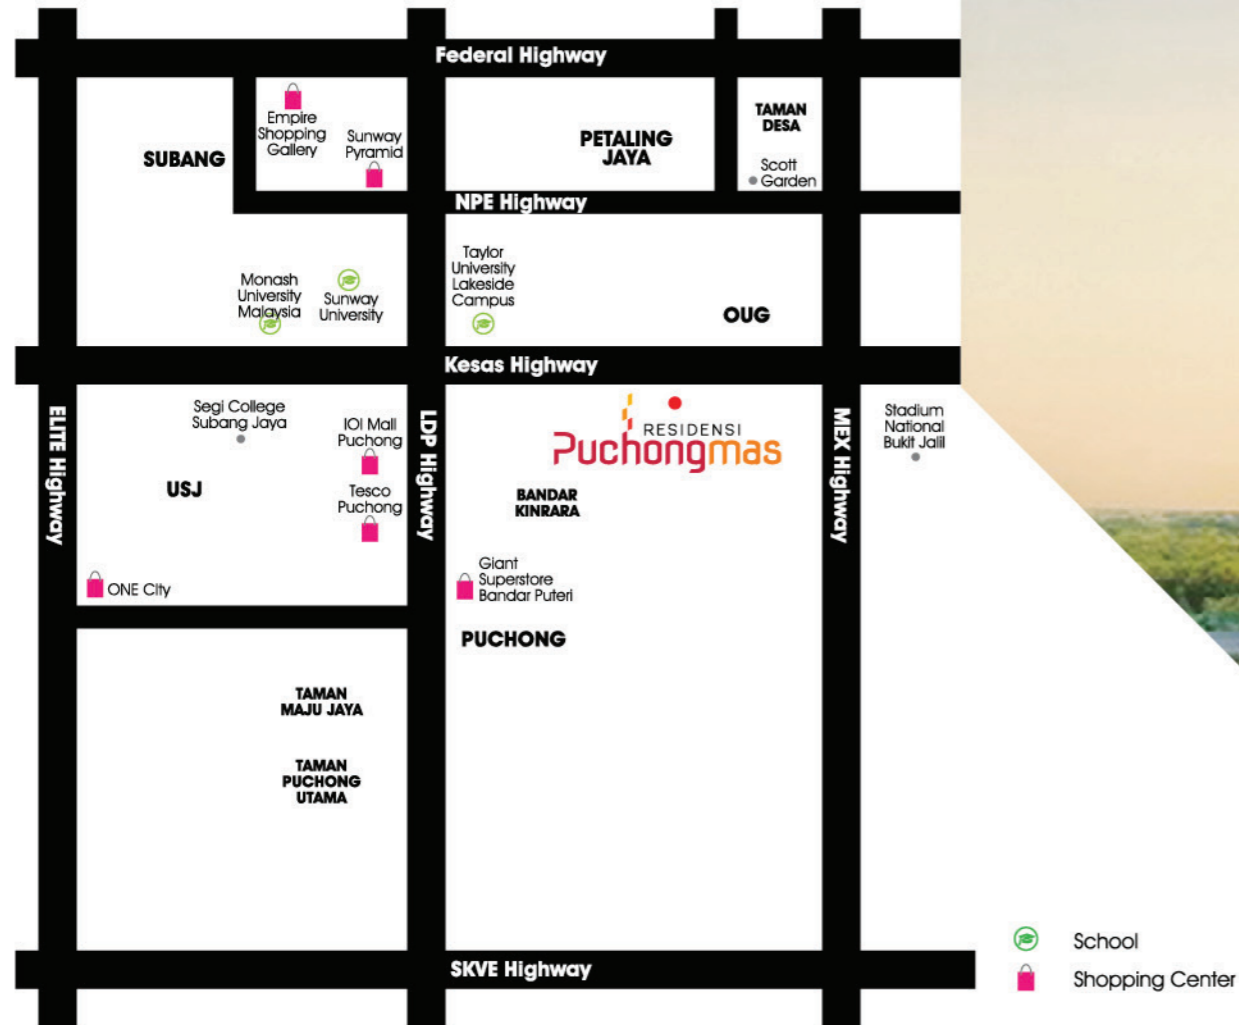 Federal Highway
Empire
Shopping
Gallery
Sunway
Pyramid
SUBANG
PETALING
JAYA
TAMAN
DESA
Scott
Garden
NPE Highway
Monash
University
Malaysia
Sunway
University
Taylor
University
Lakeside
Campus
OUG
Kesas Highway
ELITE Highway
Segi College
Subang Jaya
IOI Mall
Puchong
LDP Highway
RESIDENSI
Puchongmas
MEX Highway
Stadium
National
Bukit Jalil
USJ
Tesco
Puchong
BANDAR
KINRARA
ONE City
Giant
Superstore
Bandar Puteri
PUCHONG
TAMAN
MAJU JAYA
TAMAN
PUCHONG
UTAMA
SKVE Highway
School
Shopping Center